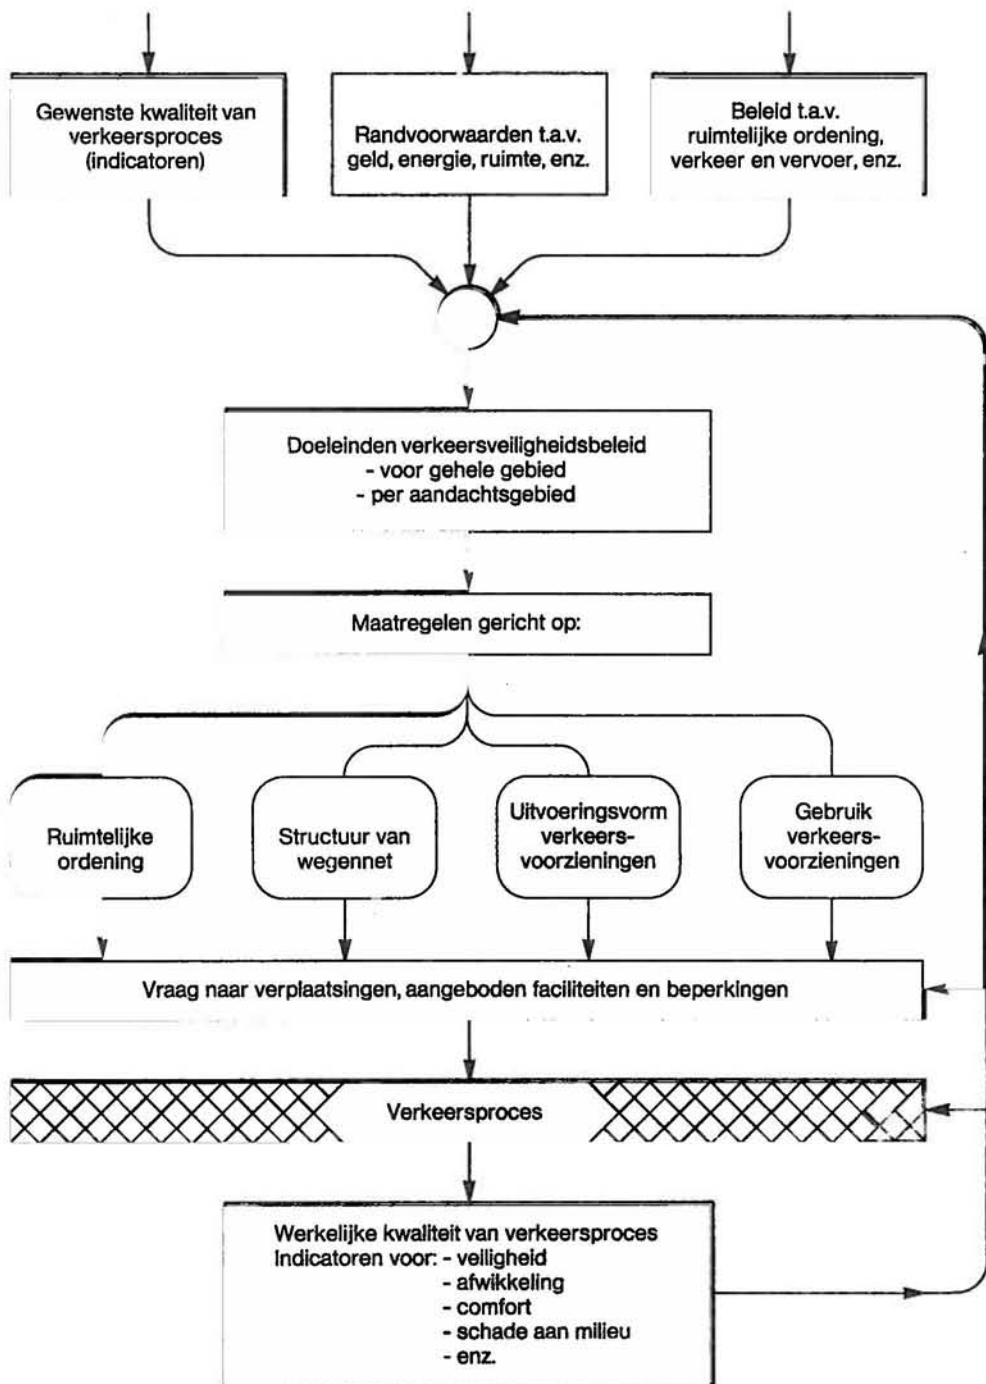 Gewenste kwaliteit van
verkeersproces
(indicatoren)
Randvoorwaarden t.a.v.
geld, energie, ruimte, enz.
Beleid t.a.v.
ruimtelijke ordening,
verkeer en vervoer, enz.
Doeleinden verkeersveiligheidsbeleid
- voor gehele gebied
- per aandachtsgebied
Maatregelen gericht op:
Ruimtelijke
ordening
Structuur van
wegennet
Uitvoeringsvorm
verkeers-
voorzieningen
Gebruik
verkeers-
voorzieningen
Vraag naar verplaatsingen, aangeboden faciliteiten en beperkingen
Verkeersproces
Werkelijke kwaliteit van verkeersproces
Indicatoren voor: - veiligheid
- afwikkeling
- comfort
- schade aan milieu
- enz.